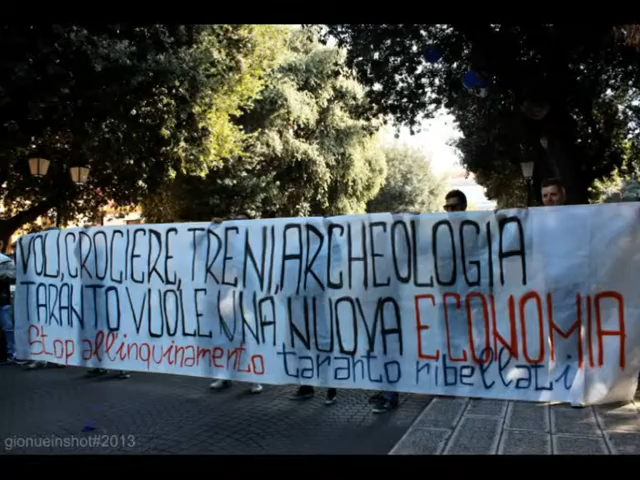 VOLI, CROCIERE, TRENI, ARCHEOLOGIA
TARANTO VUOLE UNA NUOVA ECONOMIA
Stop all'inquinamento taranto ribellati
gionueinshot#2013